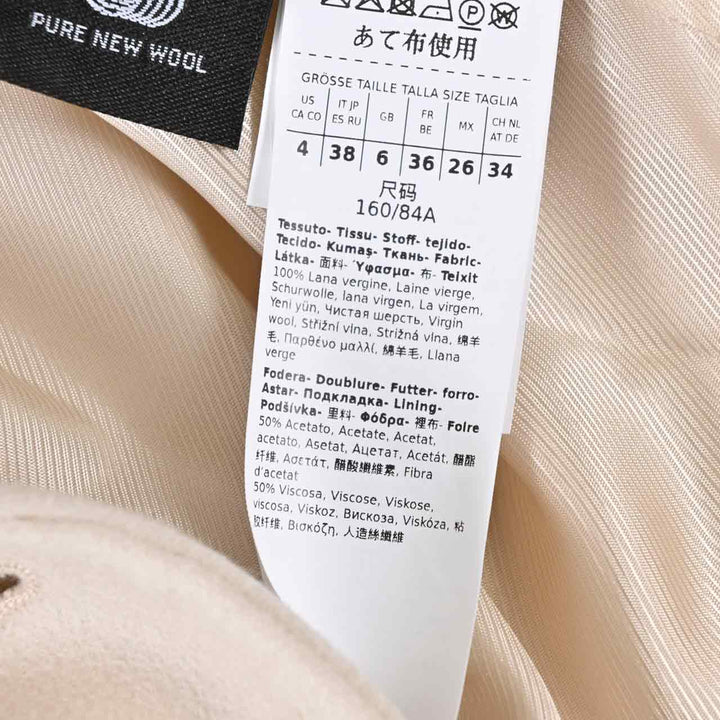 PURE NEW WOOL
あて布使用
GRÖSSE TAILLE TALLA SIZE TAGLIA
US CA CO
IT JP ES RU
GB
FR BE
MX
CH NL AT DE
4 38 6 36 26 34
尺码
160/84A
Tessuto- Tissu- Stoff- tejido-
Tecido- Kumaş- Ткань- Fabric-
Látka- 面料- Ύφασμα- 布- Teixit
100% Lana vergine, Laine vierge,
Schurwolle, lana virgen, La virgem,
Yeni yün, Чистая шерсть, Virgin
wool, Střižní vlna, Strižná vlna, 绵羊
毛, Παρθένο μαλλί, 綿羊毛, Llana
verge
Fodera- Doublure- Futter- forro-
Astar- Подкладка- Lining-
Podšívka- 里料- Φόδρα- 裡布- Folre
50% Acetato, Acetate, Acetat,
acetato, Asetat, Ацетат, Acetát, 醋酯
纤维, Ασετάτ, 醋酸纖維素, Fibra
d'acetat
50% Viscosa, Viscose, Viskose,
viscosa, Viskoz, Вискоза, Viskóza, 粘
胶纤维, Βισκόζη, 人造絲纖維